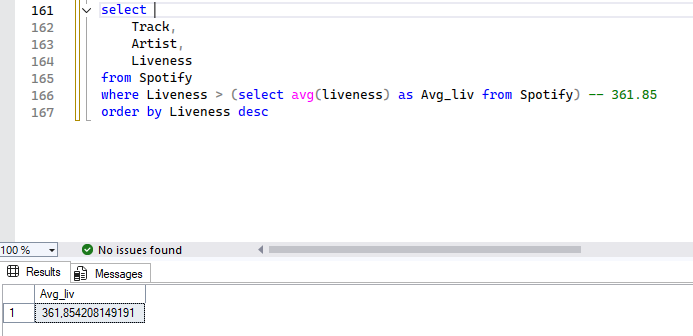 161 select
162 Track,
163 Artist,
164 Liveness
165 from Spotify
166 where Liveness > (select avg(liveness) as Avg_liv from Spotify) -- 361.85
167 order by Liveness desc
100 % No issues found
Results Messages
Avg_liv
1 361,854208149191